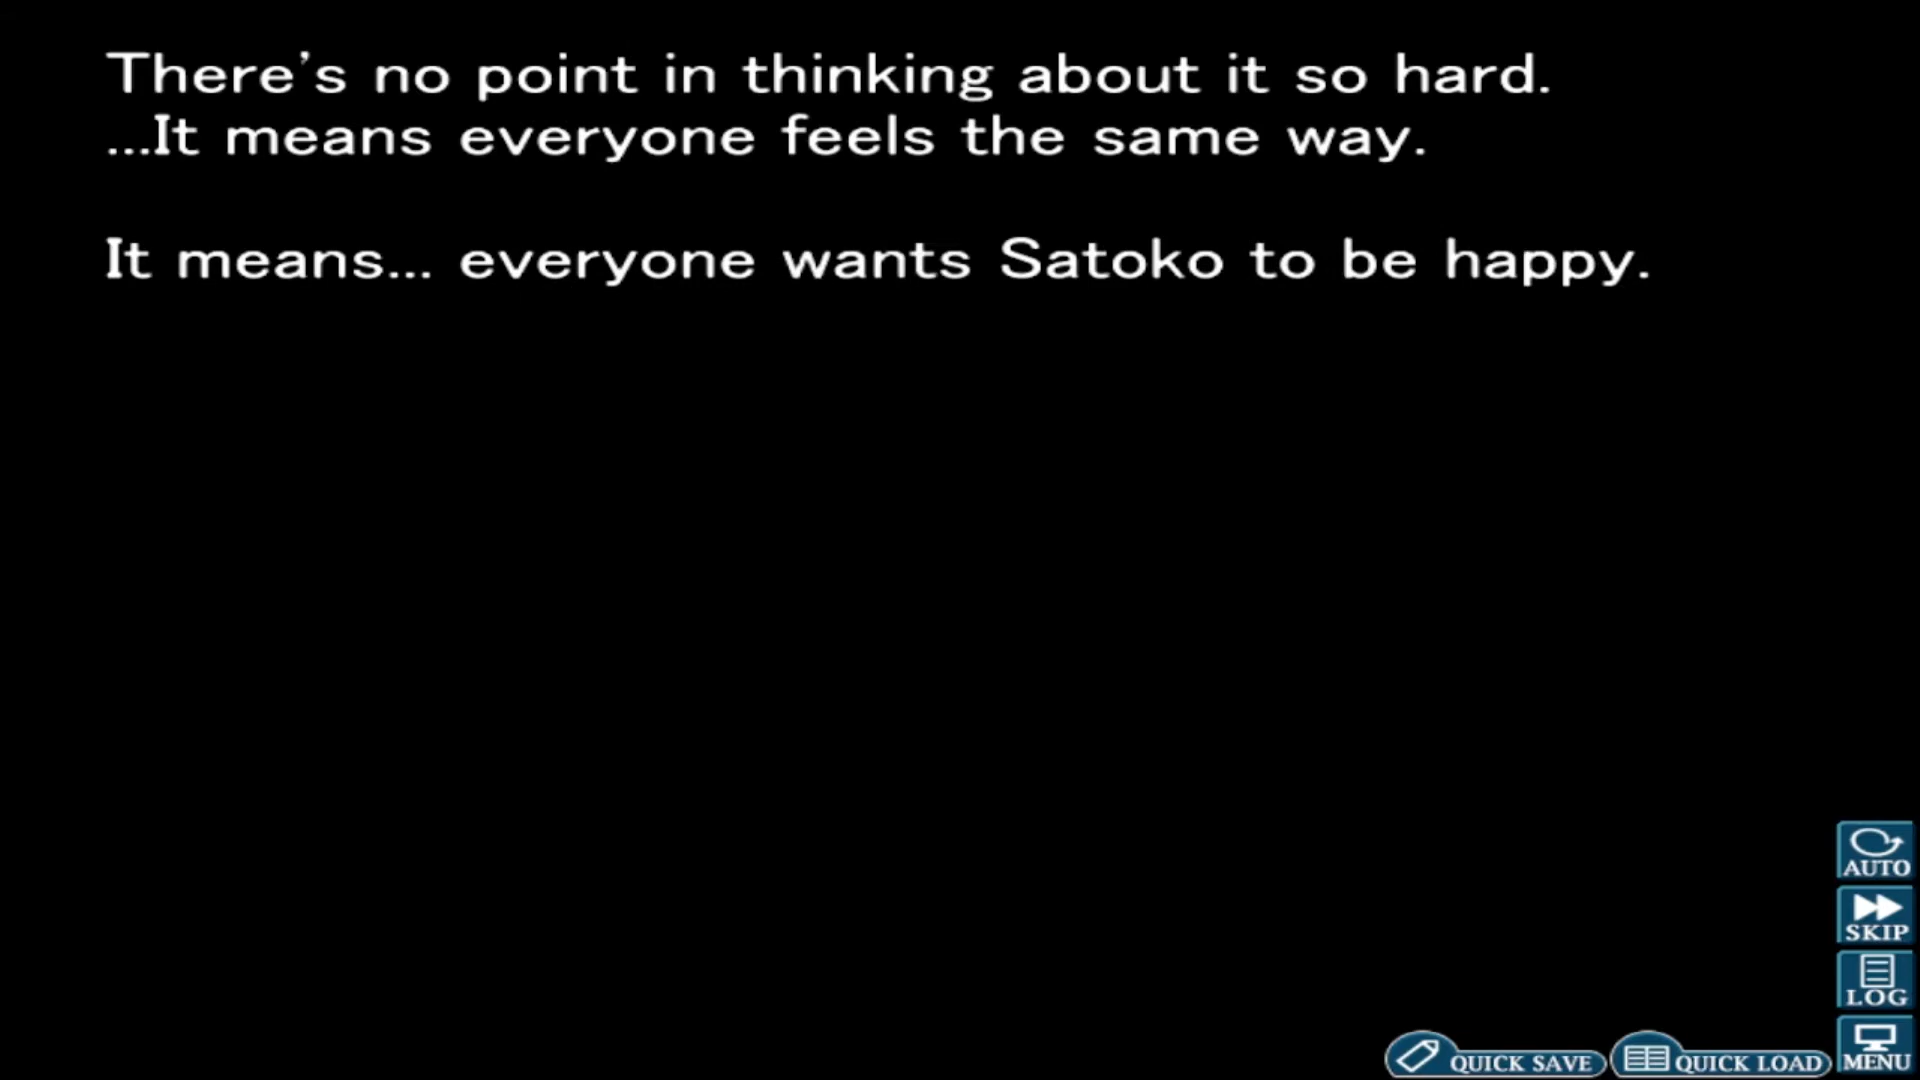 There's no point in thinking about it so hard.
...It means everyone feels the same way.
It means... everyone wants Satoko to be happy.
AUTO
SKIP
LOG
MENU
QUICK SAVE
QUICK LOAD